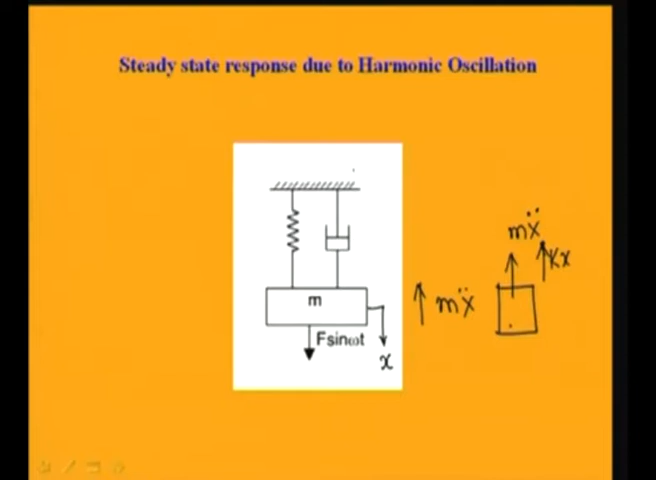 Steady state response due to Harmonic Oscillation
mẍ
Kx
m
mẍ
Fsinωt
x